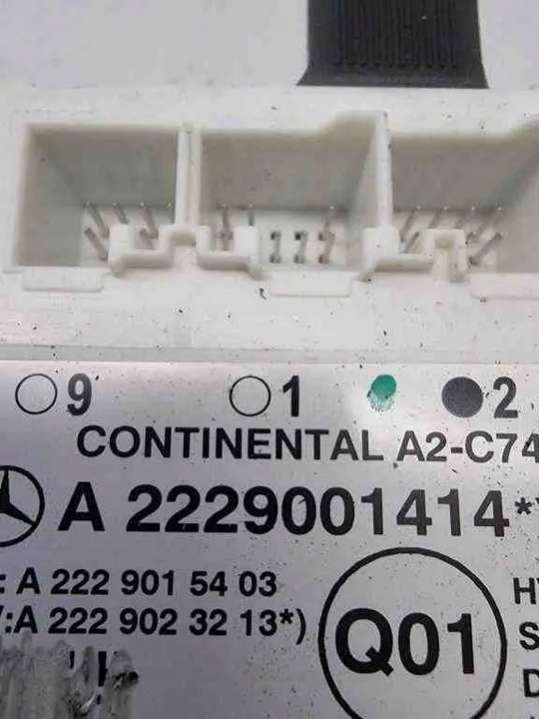 9 1 2
CONTINENTAL A2-C74
A 2229001414*
: A 222 901 54 03
:A 222 902 32 13*)
Q01
H
S
D